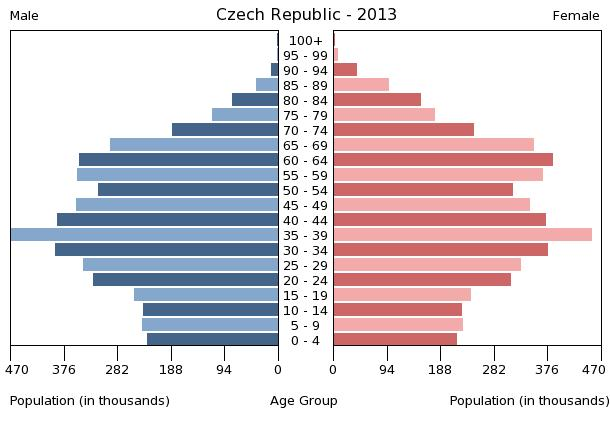 Czech Republic - 2013
Male
Female
100+
95 - 99
90 - 94
85 - 89
80 - 84
75 - 79
70 - 74
65 - 69
60 - 64
55 - 59
50 - 54
45 - 49
40 - 44
35 - 39
30 - 34
25 - 29
20 - 24
15 - 19
10 - 14
5 - 9
0 - 4
470 376 282 188 94 0 0 94 188 282 376 470
Population (in thousands) Age Group Population (in thousands)